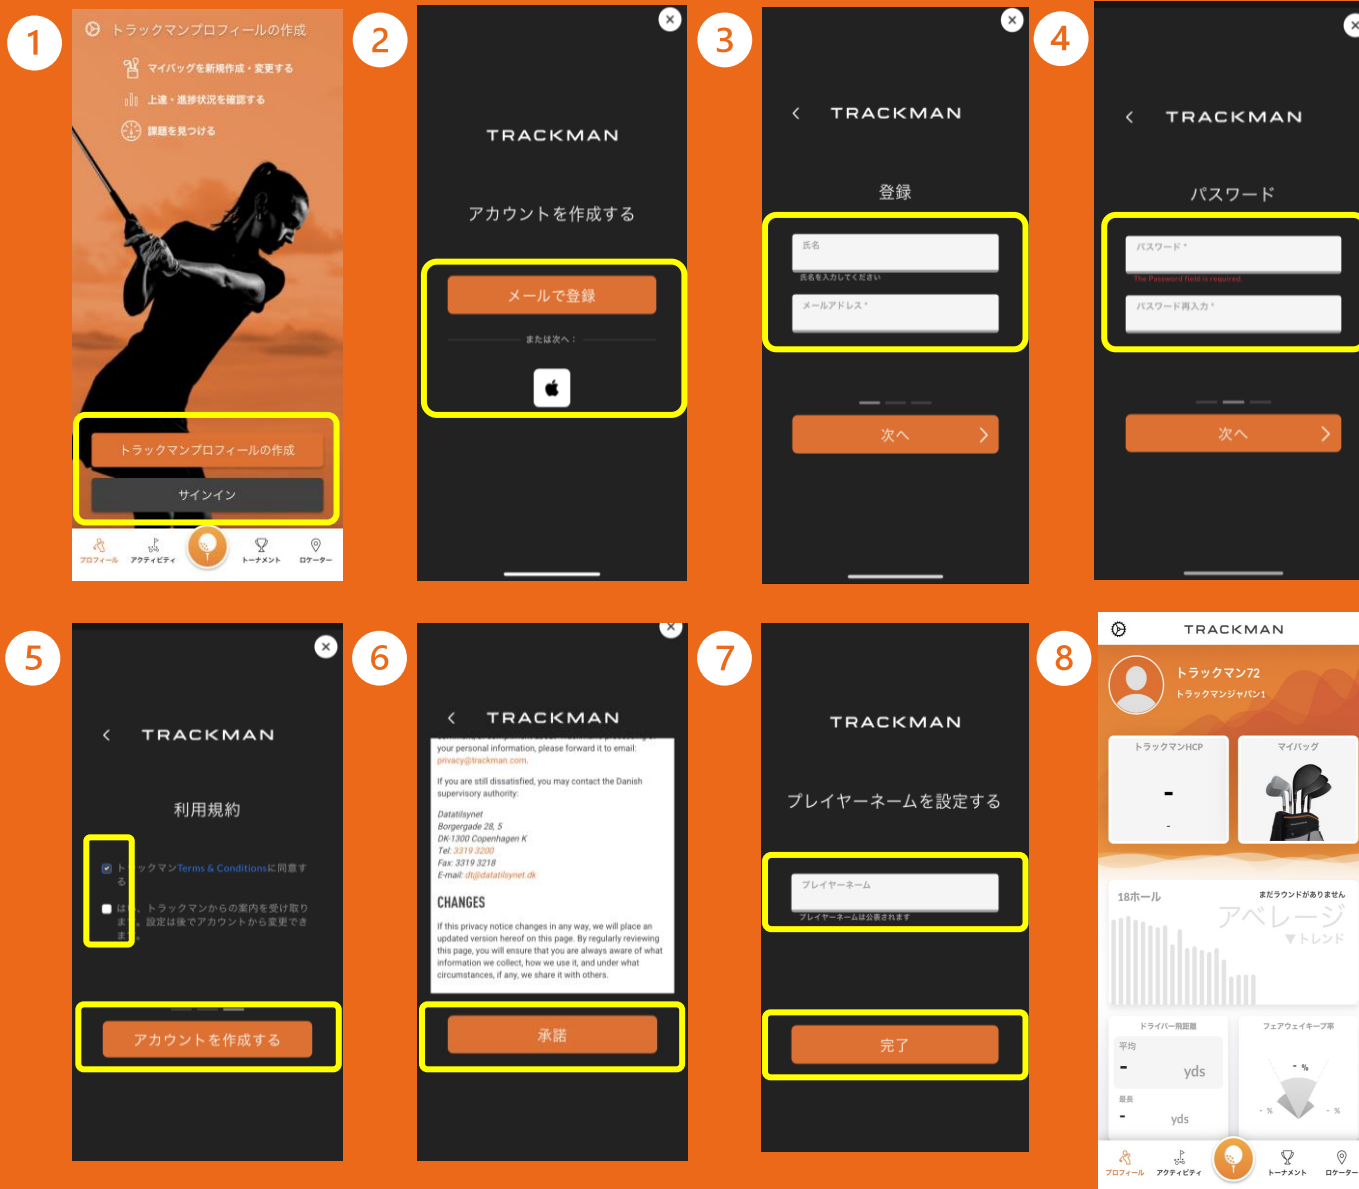 1
トラックマンプロフィールの作成
マイバッグを新規作成・変更する
上達・進捗状況を確認する
課題を見つける
トラックマンプロフィールの作成
サインイン
プロフィール
アクティビティ
トーナメント
ロケーター
2
TRACKMAN
アカウントを作成する
メールで登録
または次へ：
3
TRACKMAN
登録
氏名
氏名を入力してください
メールアドレス *
次へ
4
TRACKMAN
パスワード
パスワード *
The Password field is required.
パスワード再入力 *
次へ
5
TRACKMAN
利用規約
トラックマンTerms & Conditionsに同意す
る
はい、トラックマンからの案内を受け取り
ます。設定は後でアカウントから変更でき
ます。
アカウントを作成する
6
TRACKMAN
your personal information, please forward it to email:
privacy@trackman.com.
If you are still dissatisfied, you may contact the Danish
supervisory authority:
Datatilsynet
Borgergade 28, 5
DK-1300 Copenhagen K
Tel: 3319 3200
Fax: 3319 3218
E-mail: dt@datatilsynet.dk
CHANGES
If this privacy notice changes in any way, we will place an
updated version hereof on this page. By regularly reviewing
this page, you will ensure that you are always aware of what
information we collect, how we use it, and under what
circumstances, if any, we share it with others.
承諾
7
TRACKMAN
プレイヤーネームを設定する
プレイヤーネーム
プレイヤーネームは公表されます
完了
8
TRACKMAN
トラックマン72
トラックマンジャパン1
トラックマンHCP
-
-
マイバッグ
18ホール
まだラウンドがありません
アベレージ
▼トレンド
ドライバー飛距離
平均
- yds
最長
- yds
フェアウェイキープ率
- %
- %
- %
プロフィール
アクティビティ
トーナメント
ロケーター